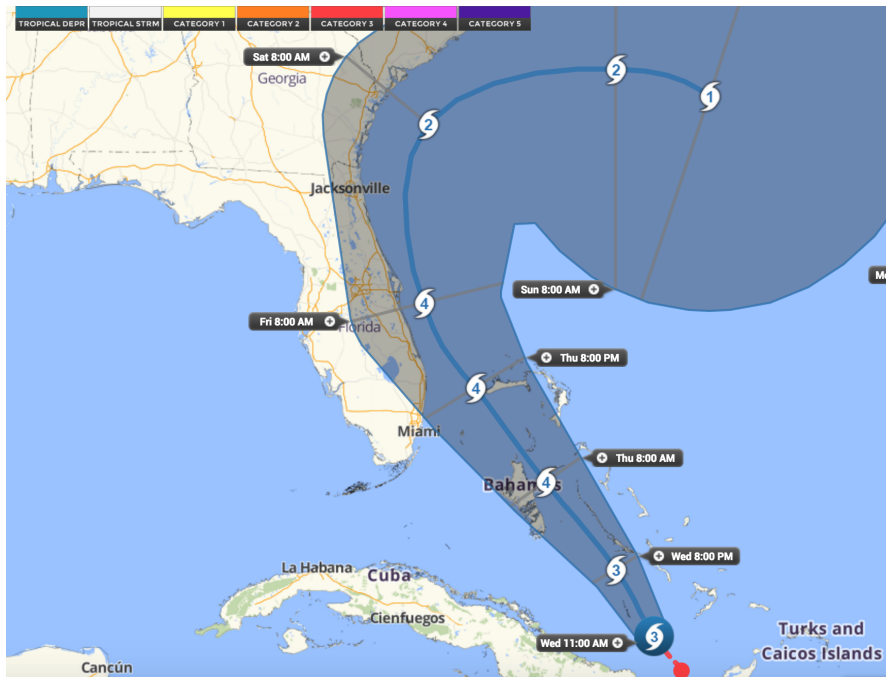 TROPICAL DEPR TROPICAL STRM CATEGORY 1 CATEGORY 2 CATEGORY 3 CATEGORY 4 CATEGORY 5
Sat 8:00 AM
Georgia
2
2
1
Jacksonville
Sun 8:00 AM
4
Fri 8:00 AM
Florida
Thu 8:00 PM
4
Miami
Thu 8:00 AM
Bahamas
4
Wed 8:00 PM
3
La Habana
Cuba
Cienfuegos
Turks and
Caicos Islands
Wed 11:00 AM
3
Cancún